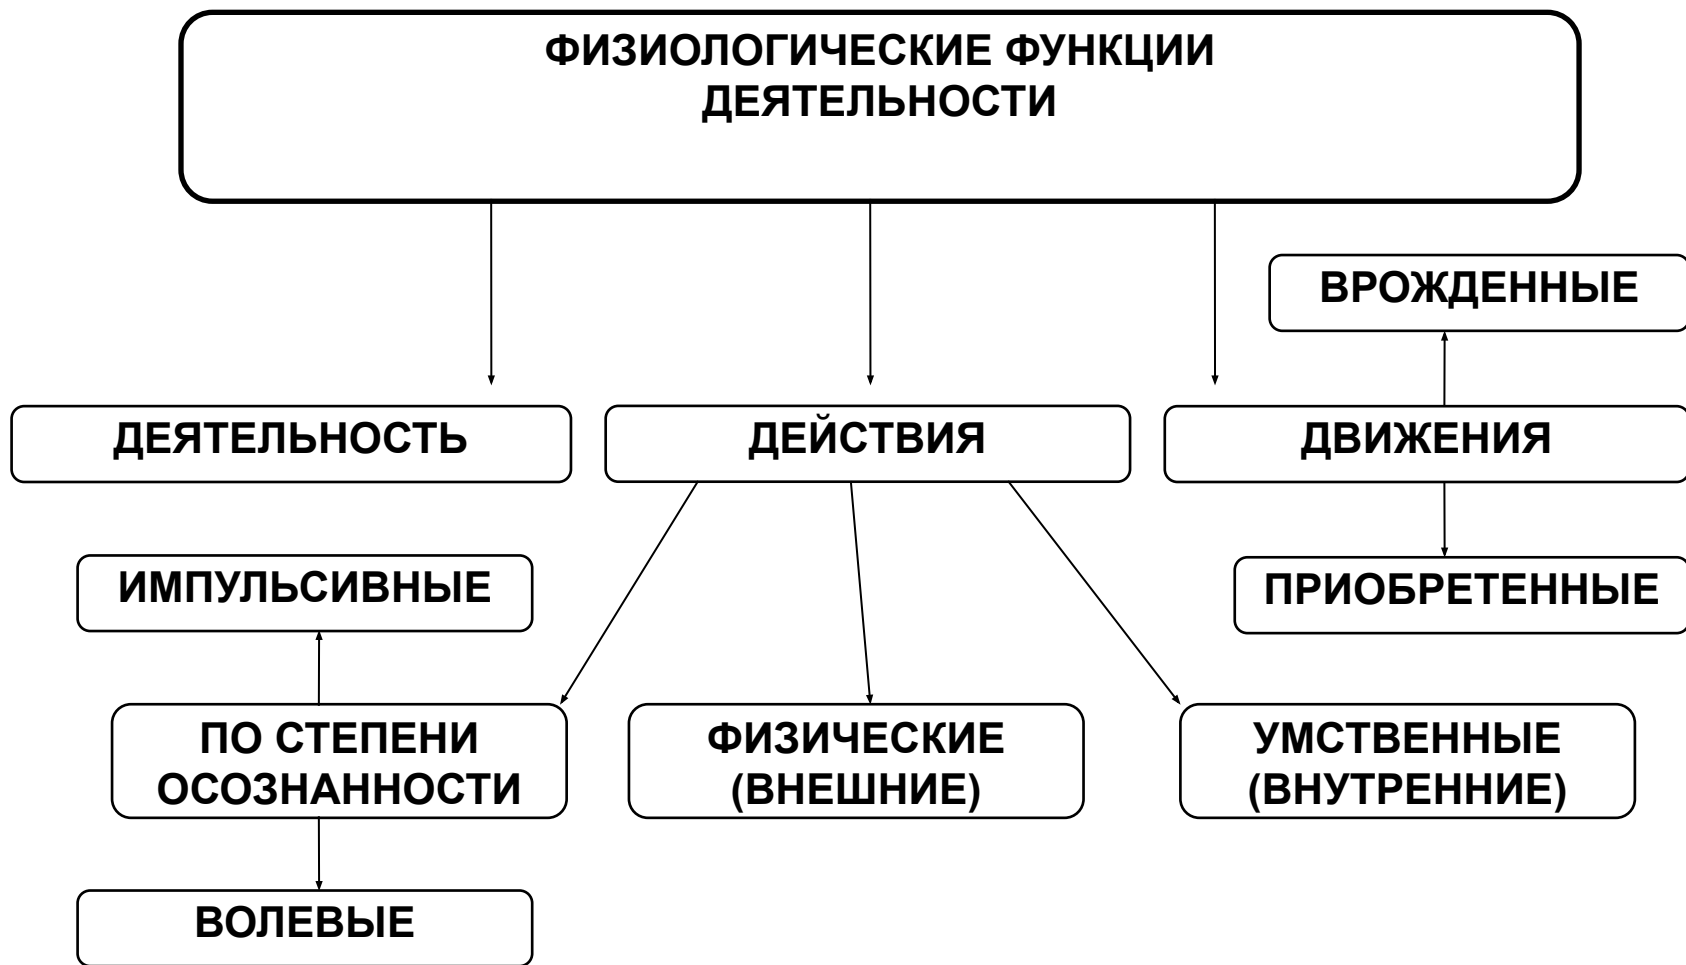 ФИЗИОЛОГИЧЕСКИЕ ФУНКЦИИ
ДЕЯТЕЛЬНОСТИ
ВРОЖДЕННЫЕ
ДЕЯТЕЛЬНОСТЬ
ДЕЙСТВИЯ
ДВИЖЕНИЯ
ИМПУЛЬСИВНЫЕ
ПРИОБРЕТЕННЫЕ
ПО СТЕПЕНИ
ОСОЗНАННОСТИ
ФИЗИЧЕСКИЕ
(ВНЕШНИЕ)
УМСТВЕННЫЕ
(ВНУТРЕННИЕ)
ВОЛЕВЫЕ